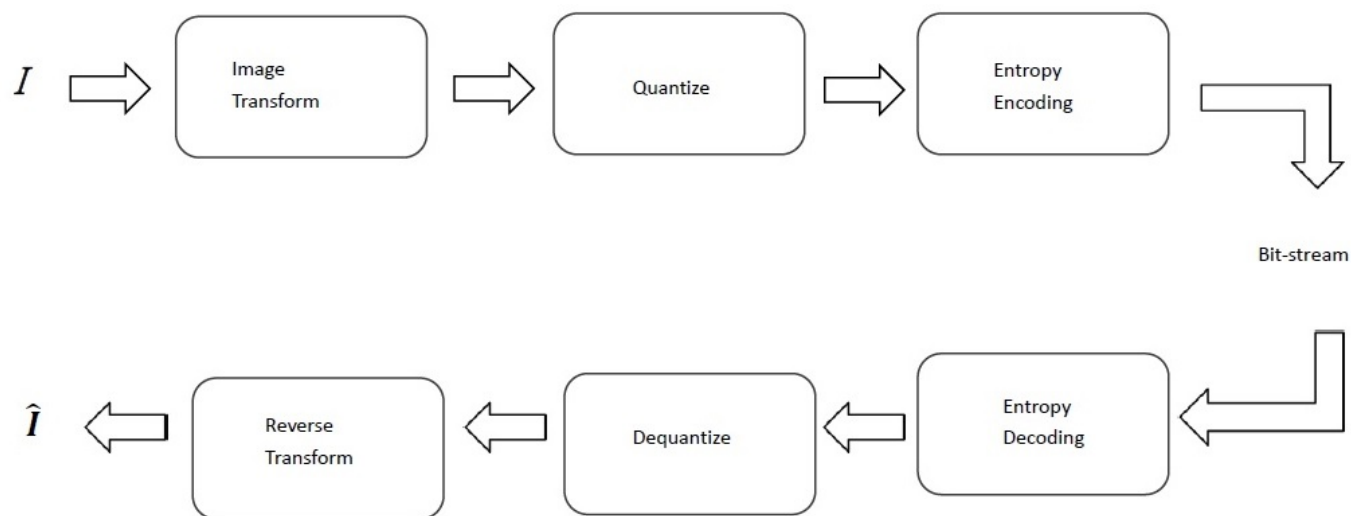 I
Image
Transform
Quantize
Entropy
Encoding
Bit-stream
Î
Reverse
Transform
Dequantize
Entropy
Decoding